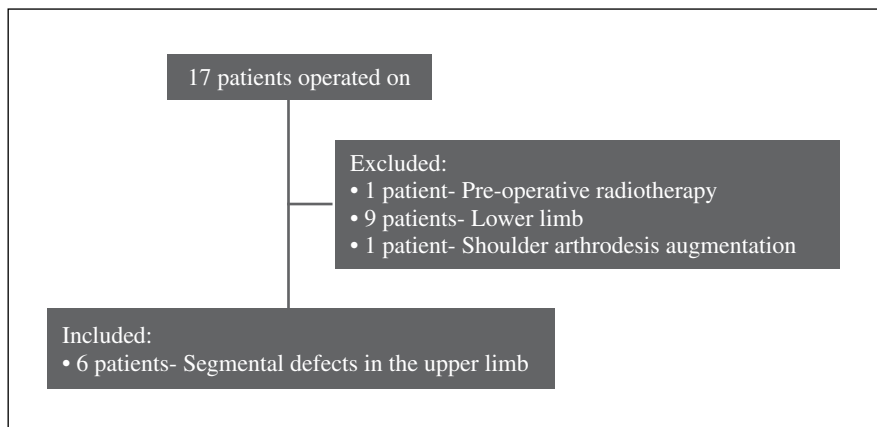 17 patients operated on
Excluded:
• 1 patient- Pre-operative radiotherapy
• 9 patients- Lower limb
• 1 patient- Shoulder arthrodesis augmentation
Included:
• 6 patients- Segmental defects in the upper limb